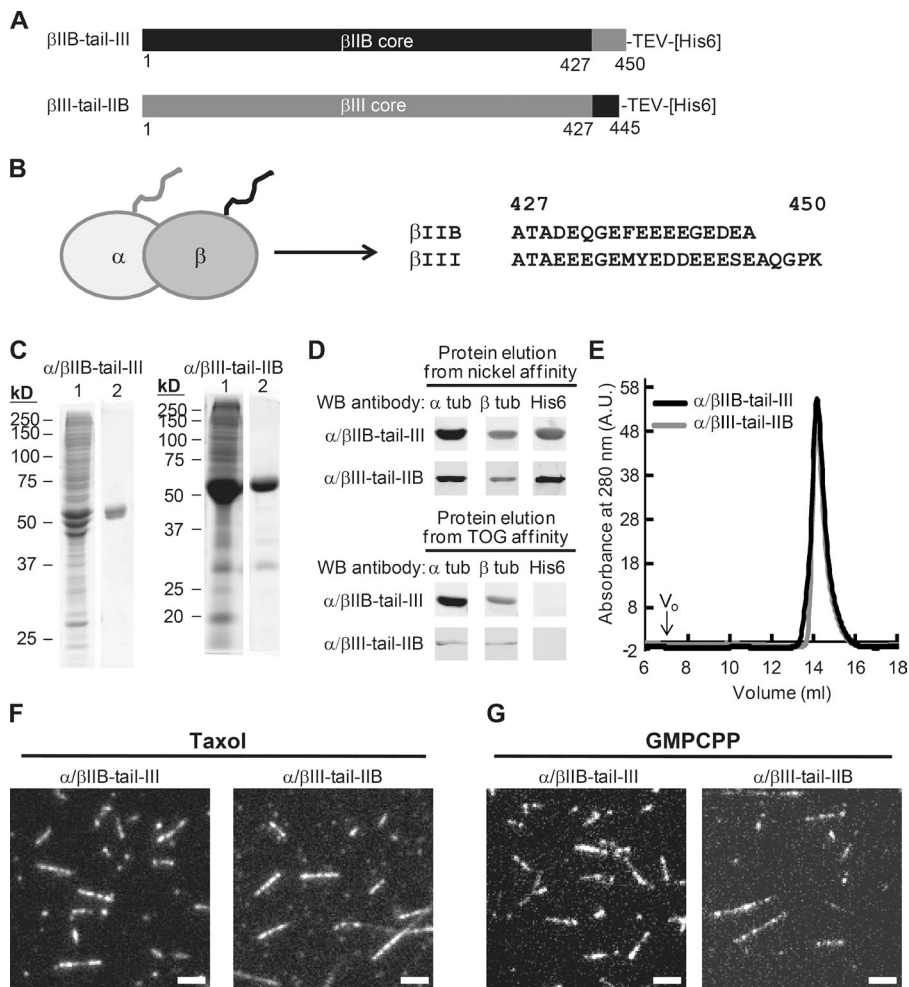 A
βIIB-tail-III
βIIB core
-TEV-[His6]
1
427
450
βIII-tail-IIB
βIII core
-TEV-[His6]
1
427
445
B
α
β
427
450
βIIB ATADEQGEFEEEEGEDEA
βIII ATAEEEGEMYEDDEEESEAQGPK
C
α/βIIB-tail-III
kD
1
2
250
150
100
75
50
37
25
α/βIII-tail-IIB
kD
1
2
250
150
100
75
50
37
25
20
D
Protein elution
from nickel affinity
WB antibody: α tub β tub His6
α/βIIB-tail-III
α/βIII-tail-IIB
Protein elution
from TOG affinity
WB antibody: α tub β tub His6
α/βIIB-tail-III
α/βIII-tail-IIB
E
Absorbance at 280 nm (A.U.)
58
48
38
28
18
8
-2
α/βIIB-tail-III
α/βIII-tail-IIB
Vo
6 8 10 12 14 16 18
Volume (ml)
F
Taxol
α/βIIB-tail-III
α/βIII-tail-IIB
G
GMPCPP
α/βIIB-tail-III
α/βIII-tail-IIB